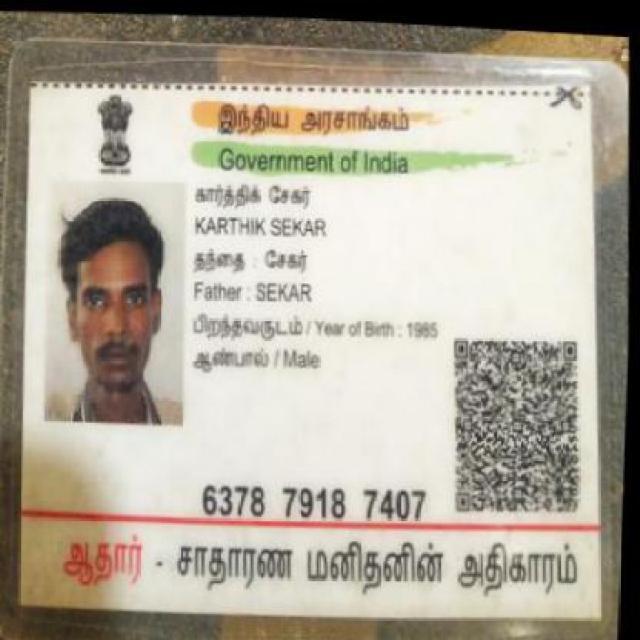 இந்திய அரசாங்கம்
Government of India
கார்த்திக் சேகர்
KARTHIK SEKAR
தந்தை : சேகர்
Father : SEKAR
பிறந்தவருடம் / Year of Birth : 1985
ஆண்பால் / Male
6378 7918 7407
ஆதார் - சாதாரண மனிதனின் அதிகாரம்